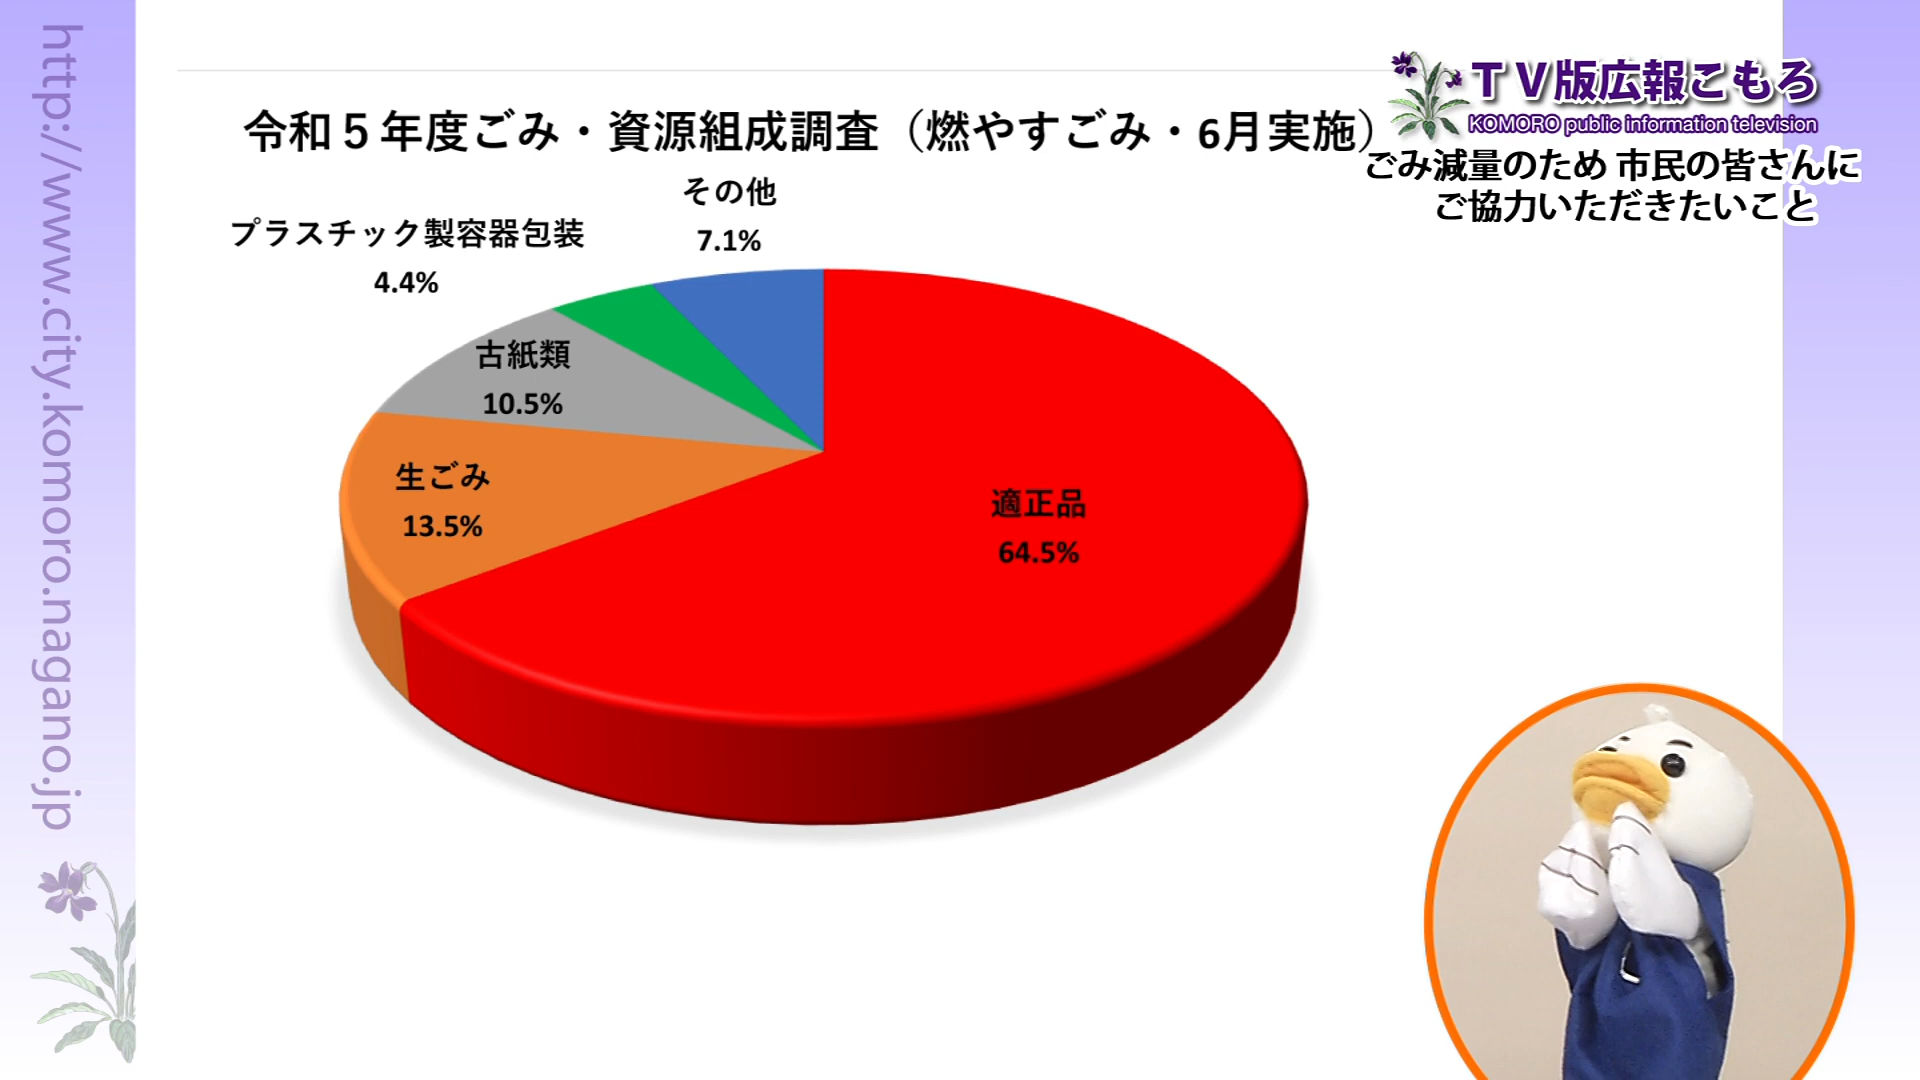 http://www.city.komoro.nagano.jp
TV版広報こもろ
KOMORO public information television
ごみ減量のため 市民の皆さんに
ご協力いただきたいこと
令和５年度ごみ・資源組成調査（燃やすごみ・6月実施）
その他
7.1%
プラスチック製容器包装
4.4%
古紙類
10.5%
生ごみ
13.5%
適正品
64.5%